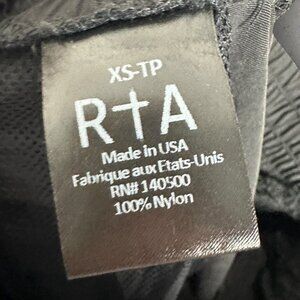 XS-TP
R†A
Made in USA
Fabrique aux Etats-Unis
RN# 140500
100% Nylon